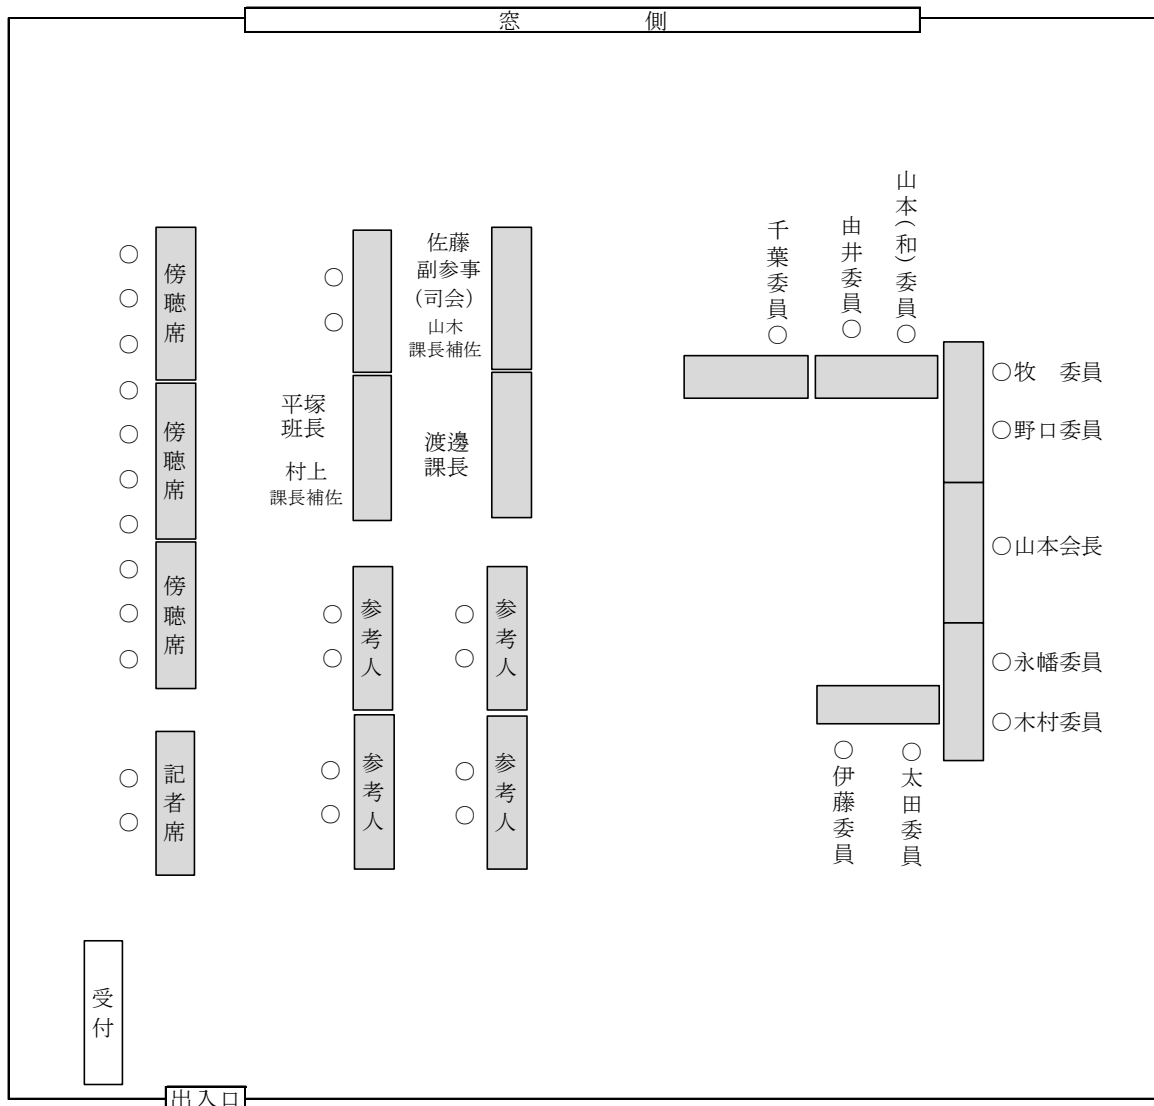 窓　側
山本(和)委員○
由井委員○
千葉委員○
傍聴席
傍聴席
傍聴席
記者席
佐藤
副参事
(司会)
山木
課長補佐
平塚
班長
村上
課長補佐
渡邊
課長
○牧　委員
○野口委員
○山本会長
○永幡委員
○木村委員
参考人
参考人
参考人
参考人
○伊藤委員
○太田委員
受付
出入口